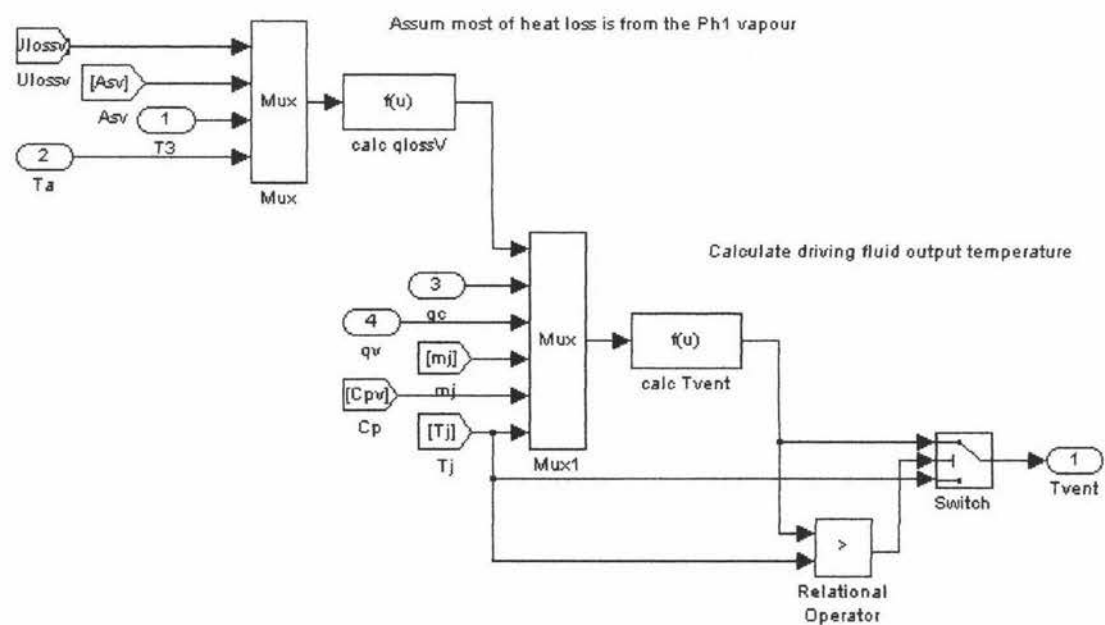 Assum most of heat loss is from the Ph1 vapour
Jlossv
Ulossv
[Asv]
Asv
1
T3
2
Ta
Mux
Mux
f(u)
calc qlossV
Calculate driving fluid output temperature
3
qc
4
qv
[mj]
mj
[Cpv]
Cp
[Tj]
Tj
Mux
Mux1
f(u)
calc Tvent
Switch
1
Tvent
>
Relational
Operator